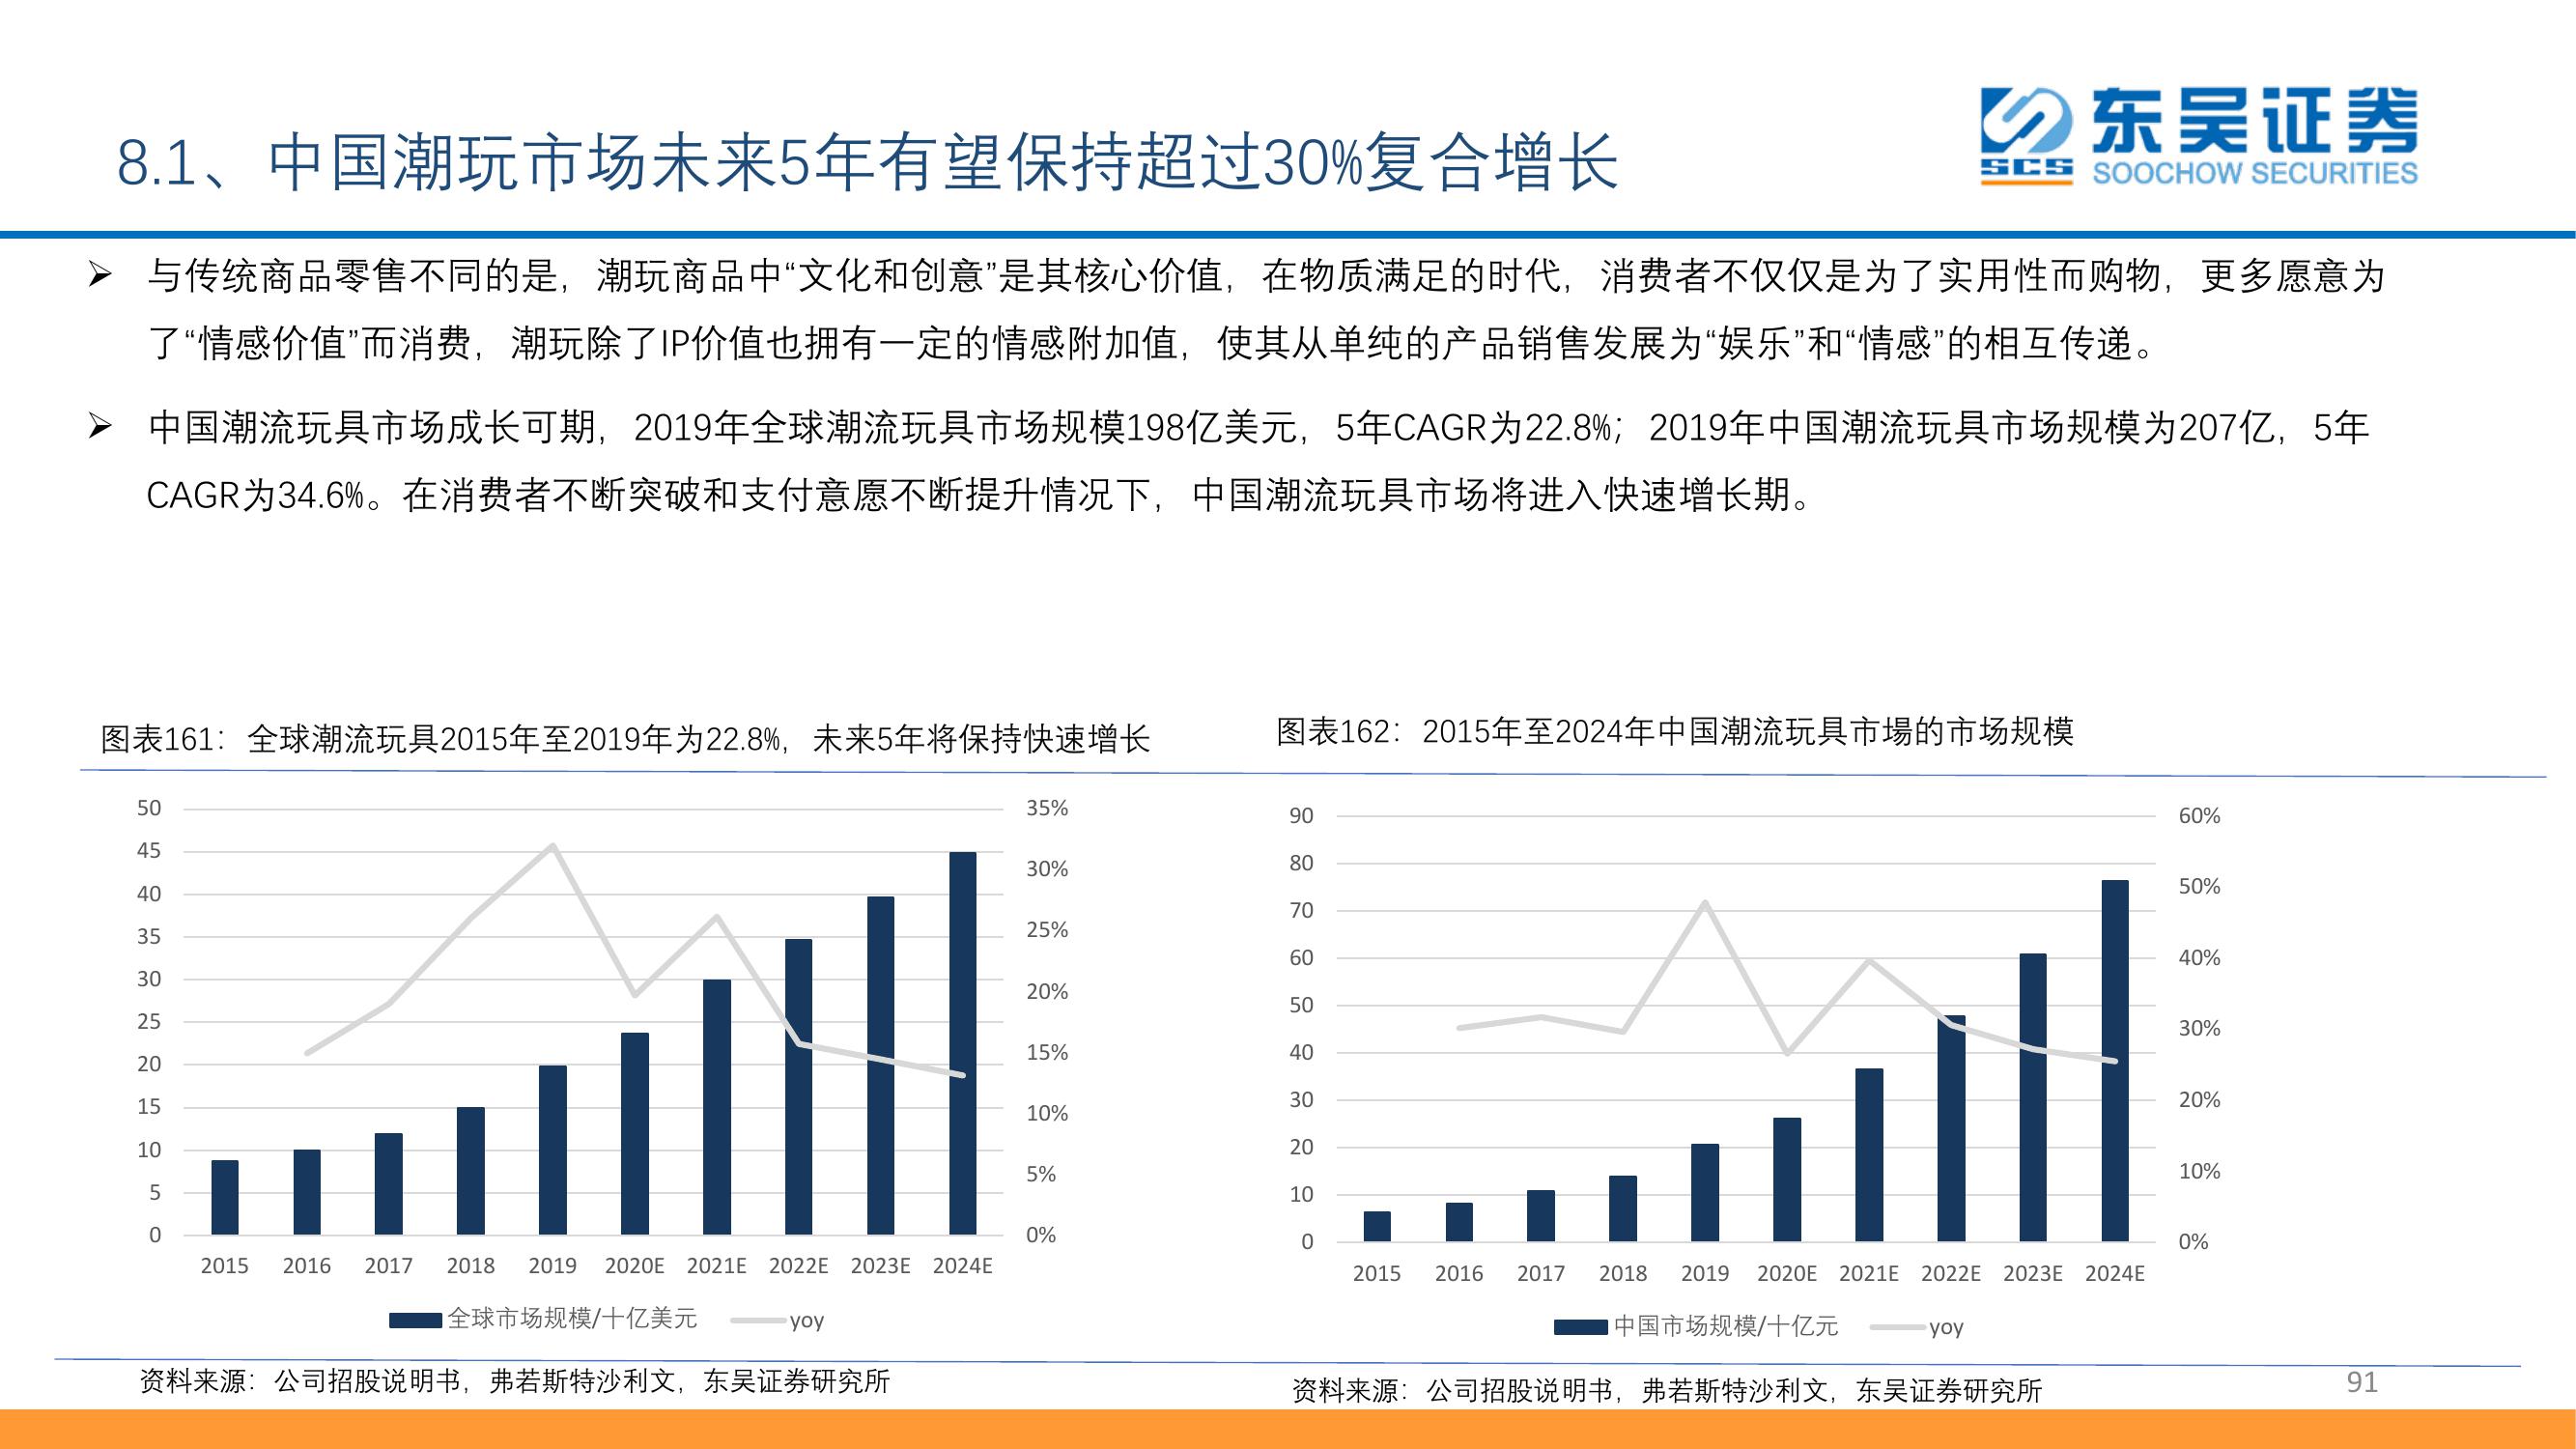 8.1、中国潮玩市场未来5年有望保持超过30%复合增长
东吴证券
SCS
SOOCHOW SECURITIES
➢ 与传统商品零售不同的是，潮玩商品中“文化和创意”是其核心价值，在物质满足的时代，消费者不仅仅是为了实用性而购物，更多愿意为
了“情感价值”而消费，潮玩除了IP价值也拥有一定的情感附加值，使其从单纯的产品销售发展为“娱乐”和“情感”的相互传递。
➢ 中国潮流玩具市场成长可期，2019年全球潮流玩具市场规模198亿美元，5年CAGR为22.8%；2019年中国潮流玩具市场规模为207亿，5年
CAGR为34.6%。在消费者不断突破和支付意愿不断提升情况下，中国潮流玩具市场将进入快速增长期。
图表161：全球潮流玩具2015年至2019年为22.8%，未来5年将保持快速增长
50 35%
45 30%
40 25%
35 20%
30 15%
25 10%
20 5%
15 0%
10
5
0
2015 2016 2017 2018 2019 2020E 2021E 2022E 2023E 2024E
全球市场规模/十亿美元 yoy
资料来源：公司招股说明书，弗若斯特沙利文，东吴证券研究所
图表162：2015年至2024年中国潮流玩具市場的市场规模
90 60%
80 50%
70 40%
60 30%
50 20%
40 10%
30 0%
20
10
0
2015 2016 2017 2018 2019 2020E 2021E 2022E 2023E 2024E
中国市场规模/十亿元 yoy
资料来源：公司招股说明书，弗若斯特沙利文，东吴证券研究所
91